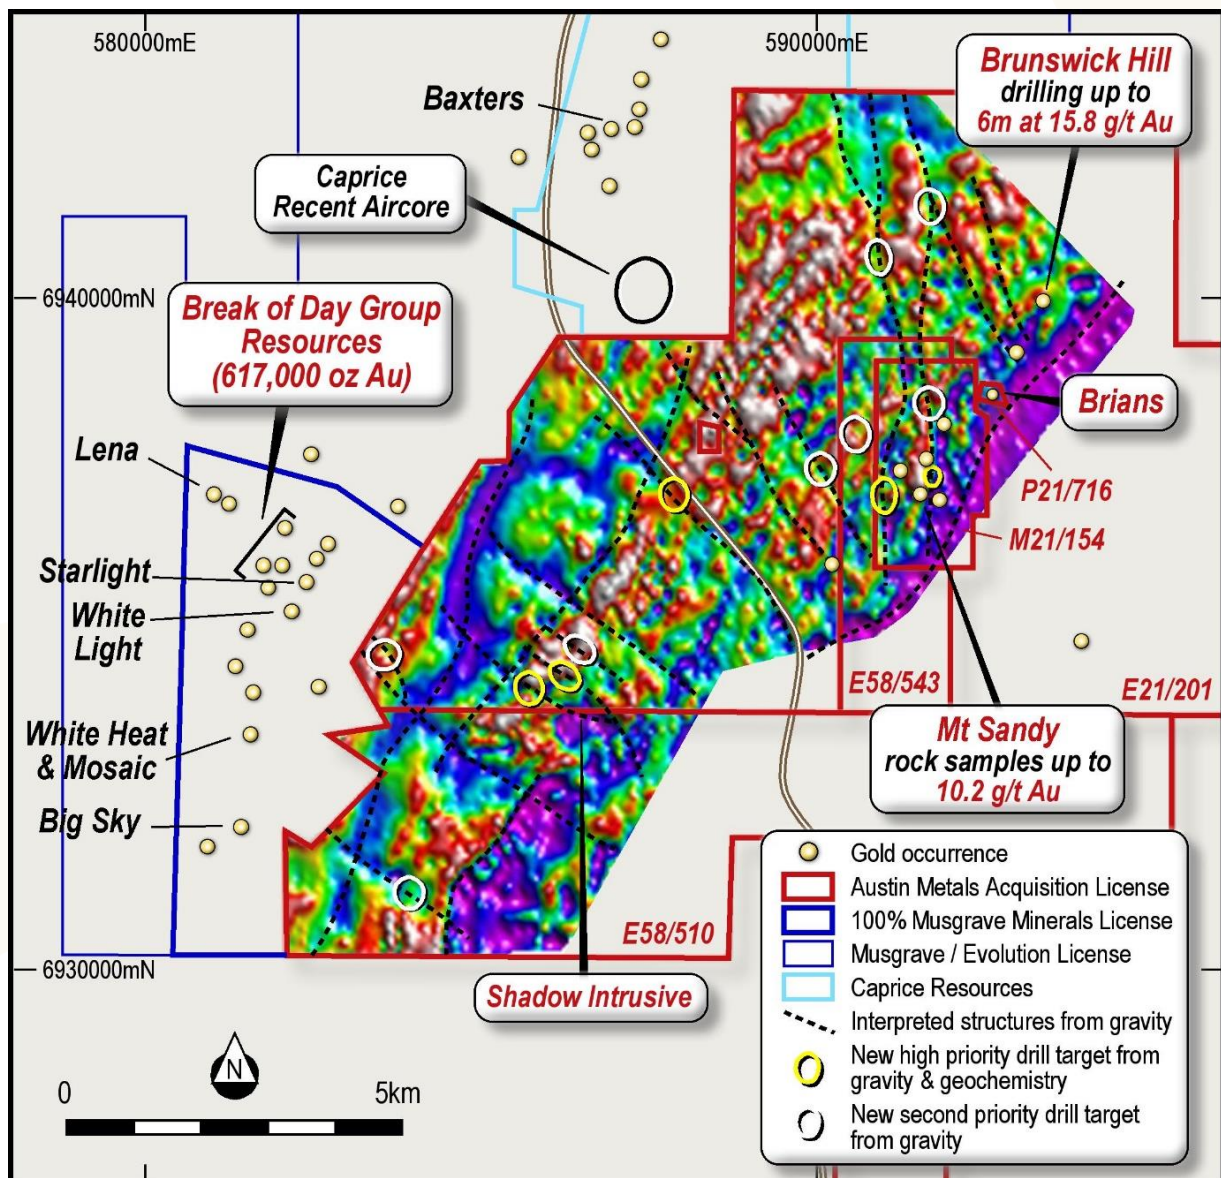 580000mE
590000mE
Baxters
Brunswick Hill
drilling up to
6m at 15.8 g/t Au
Caprice
Recent Aircore
6940000mN
Break of Day Group
Resources
(617,000 oz Au)
Brians
Lena
P21/716
M21/154
Starlight
White
Light
E58/543
E21/201
White Heat
& Mosaic
Mt Sandy
rock samples up to
10.2 g/t Au
Big Sky
E58/510
6930000mN
Shadow Intrusive
N
0
5km
Gold occurrence
Austin Metals Acquisition License
100% Musgrave Minerals License
Musgrave / Evolution License
Caprice Resources
Interpreted structures from gravity
New high priority drill target from
gravity & geochemistry
New second priority drill target
from gravity